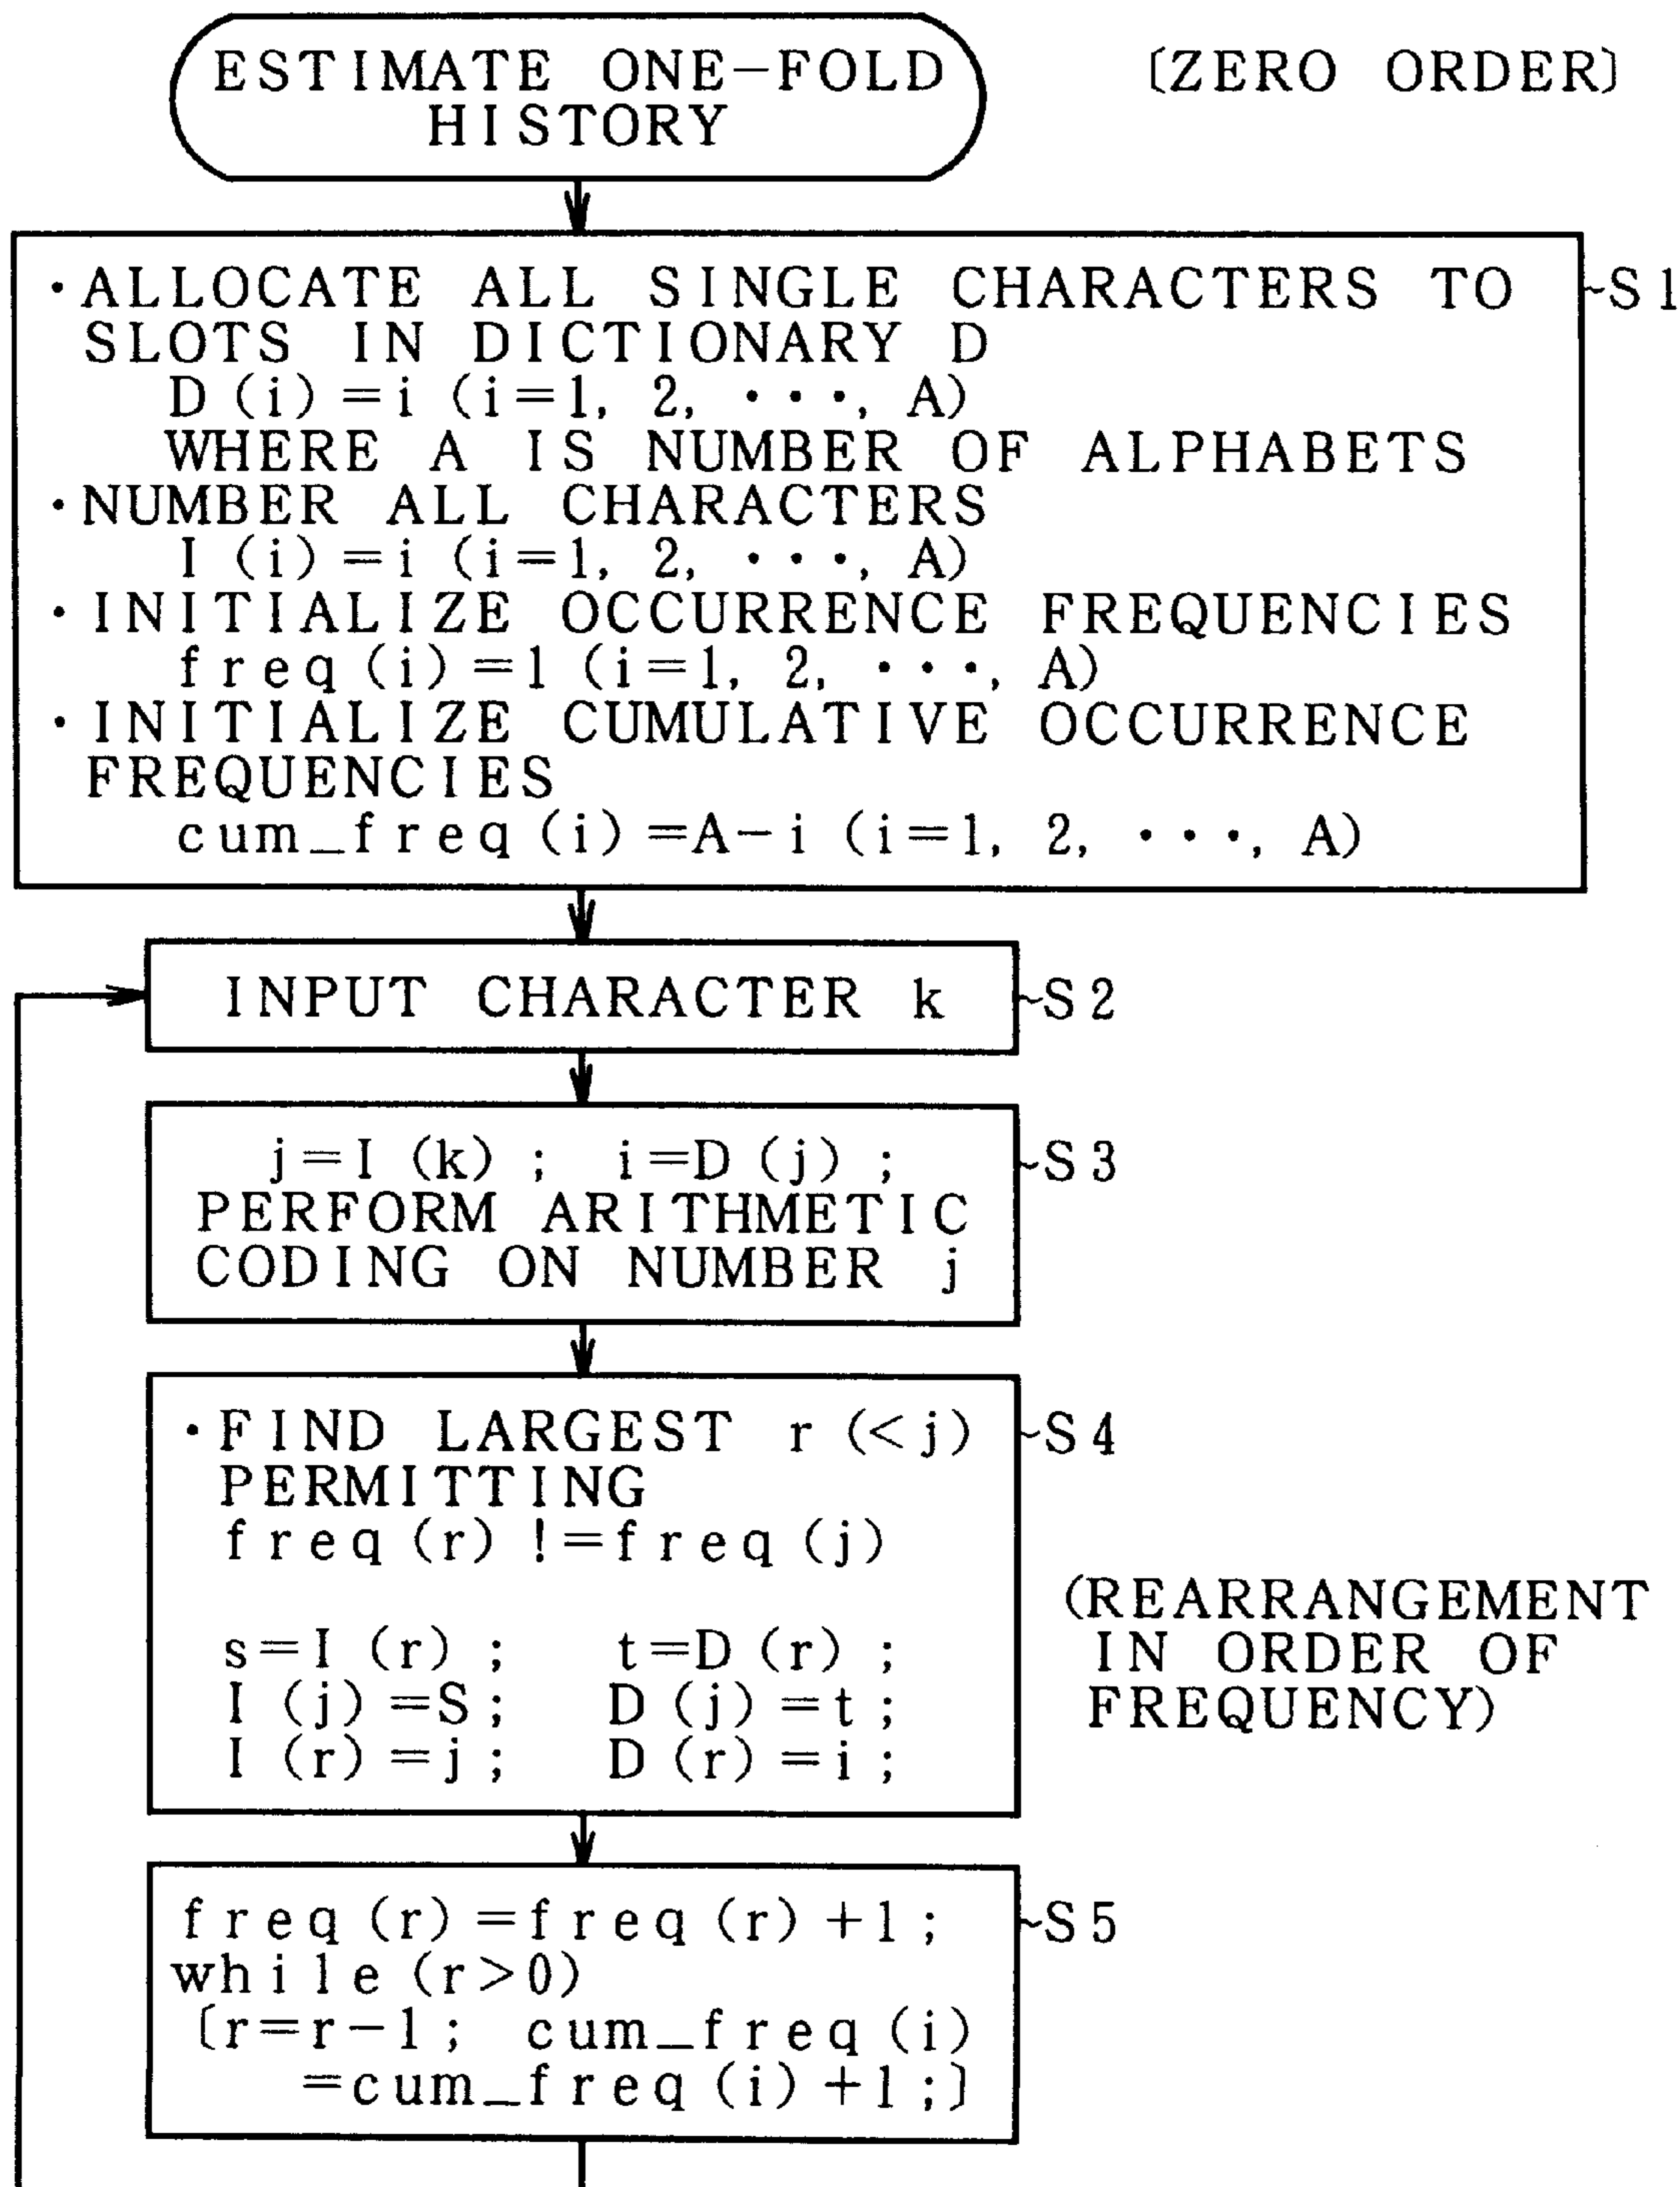 ESTIMATE ONE-FOLD
HISTORY
[ZERO ORDER]
·ALLOCATE ALL SINGLE CHARACTERS TO
SLOTS IN DICTIONARY D
D(i)=i (i=1, 2, ···, A)
WHERE A IS NUMBER OF ALPHABETS
·NUMBER ALL CHARACTERS
I(i)=i (i=1, 2, ···, A)
·INITIALIZE OCCURRENCE FREQUENCIES
freq(i)=1 (i=1, 2, ···, A)
·INITIALIZE CUMULATIVE OCCURRENCE
FREQUENCIES
cum_freq(i)=A-i (i=1, 2, ···, A)
~S1
INPUT CHARACTER k
~S2
j=I(k); i=D(j);
PERFORM ARITHMETIC
CODING ON NUMBER j
~S3
·FIND LARGEST r(<j)
PERMITTING
freq(r)!=freq(j)
s=I(r); t=D(r);
I(j)=S; D(j)=t;
I(r)=j; D(r)=i;
~S4
(REARRANGEMENT
IN ORDER OF
FREQUENCY)
freq(r)=freq(r)+1;
while(r>0)
[r=r-1; cum_freq(i)
=cum_freq(i)+1;]
~S5